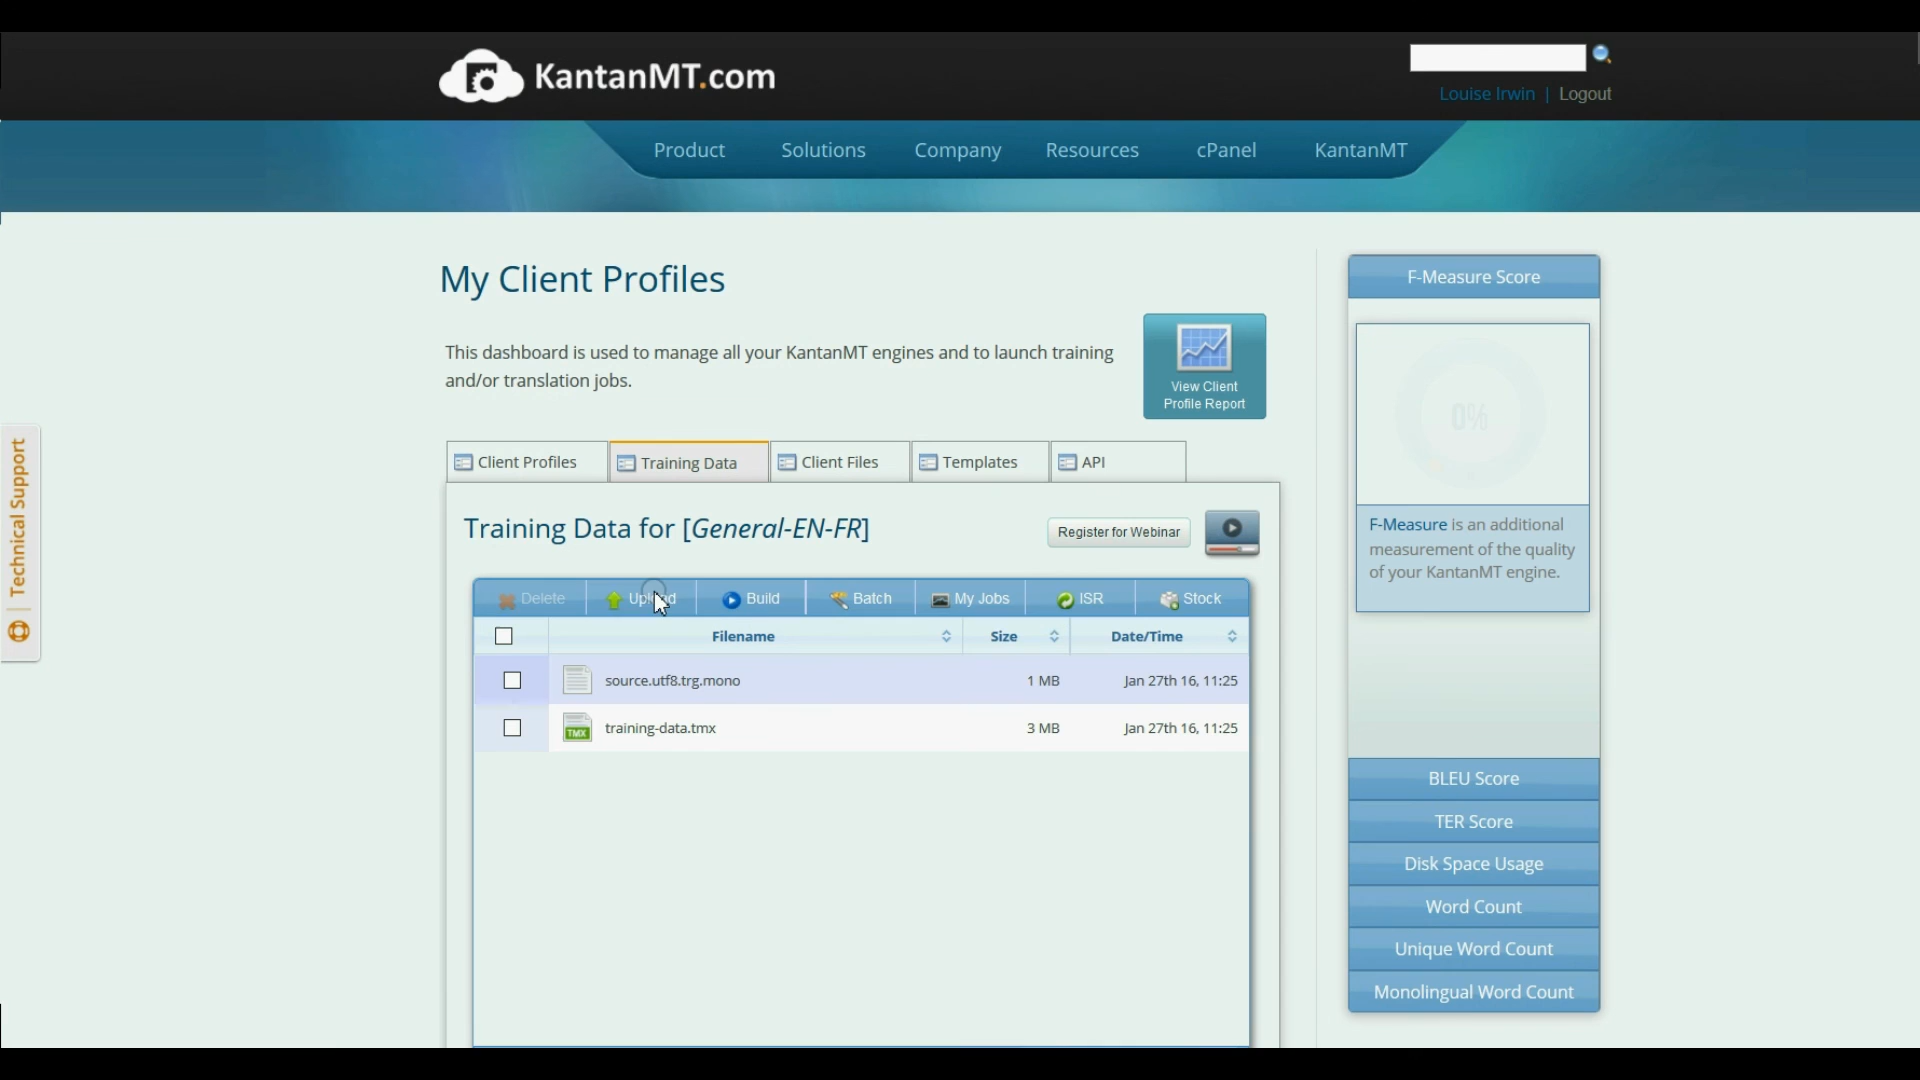 KantanMT.com
Louise Irwin | Logout
Product Solutions Company Resources cPanel KantanMT
My Client Profiles
This dashboard is used to manage all your KantanMT engines and to launch training
and/or translation jobs.
View Client
Profile Report
Client Profiles Training Data Client Files Templates API
Training Data for [General-EN-FR]
Register for Webinar
Delete Upload Build Batch My Jobs ISR Stock
Filename Size Date/Time
source.utf8.trg.mono 1 MB Jan 27th 16, 11:25
training-data.tmx 3 MB Jan 27th 16, 11:25
TMX
F-Measure Score
0%
F-Measure is an additional
measurement of the quality
of your KantanMT engine.
BLEU Score
TER Score
Disk Space Usage
Word Count
Unique Word Count
Monolingual Word Count
Technical Support